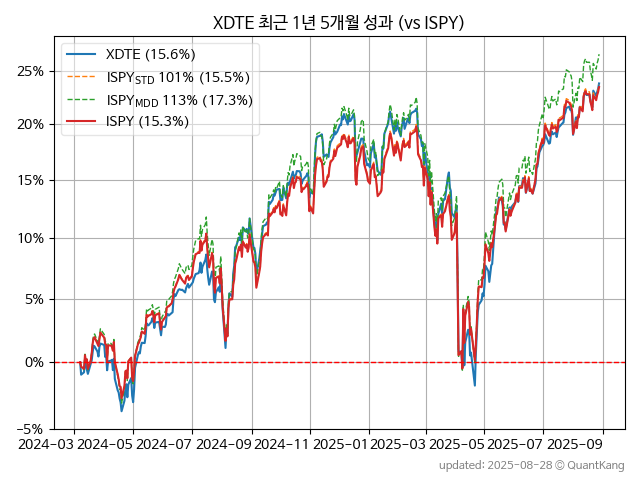 XDTE 최근 1년 5개월 성과 (vs ISPY)
XDTE (15.6%)
ISPY_STD 101% (15.5%)
ISPY_MDD 113% (17.3%)
ISPY (15.3%)
25%
20%
15%
10%
5%
0%
−5%
2024−03 2024−05 2024−07 2024−09 2024−11 2025−01 2025−03 2025−05 2025−07 2025−09
updated: 2025-08-28 © QuantKang